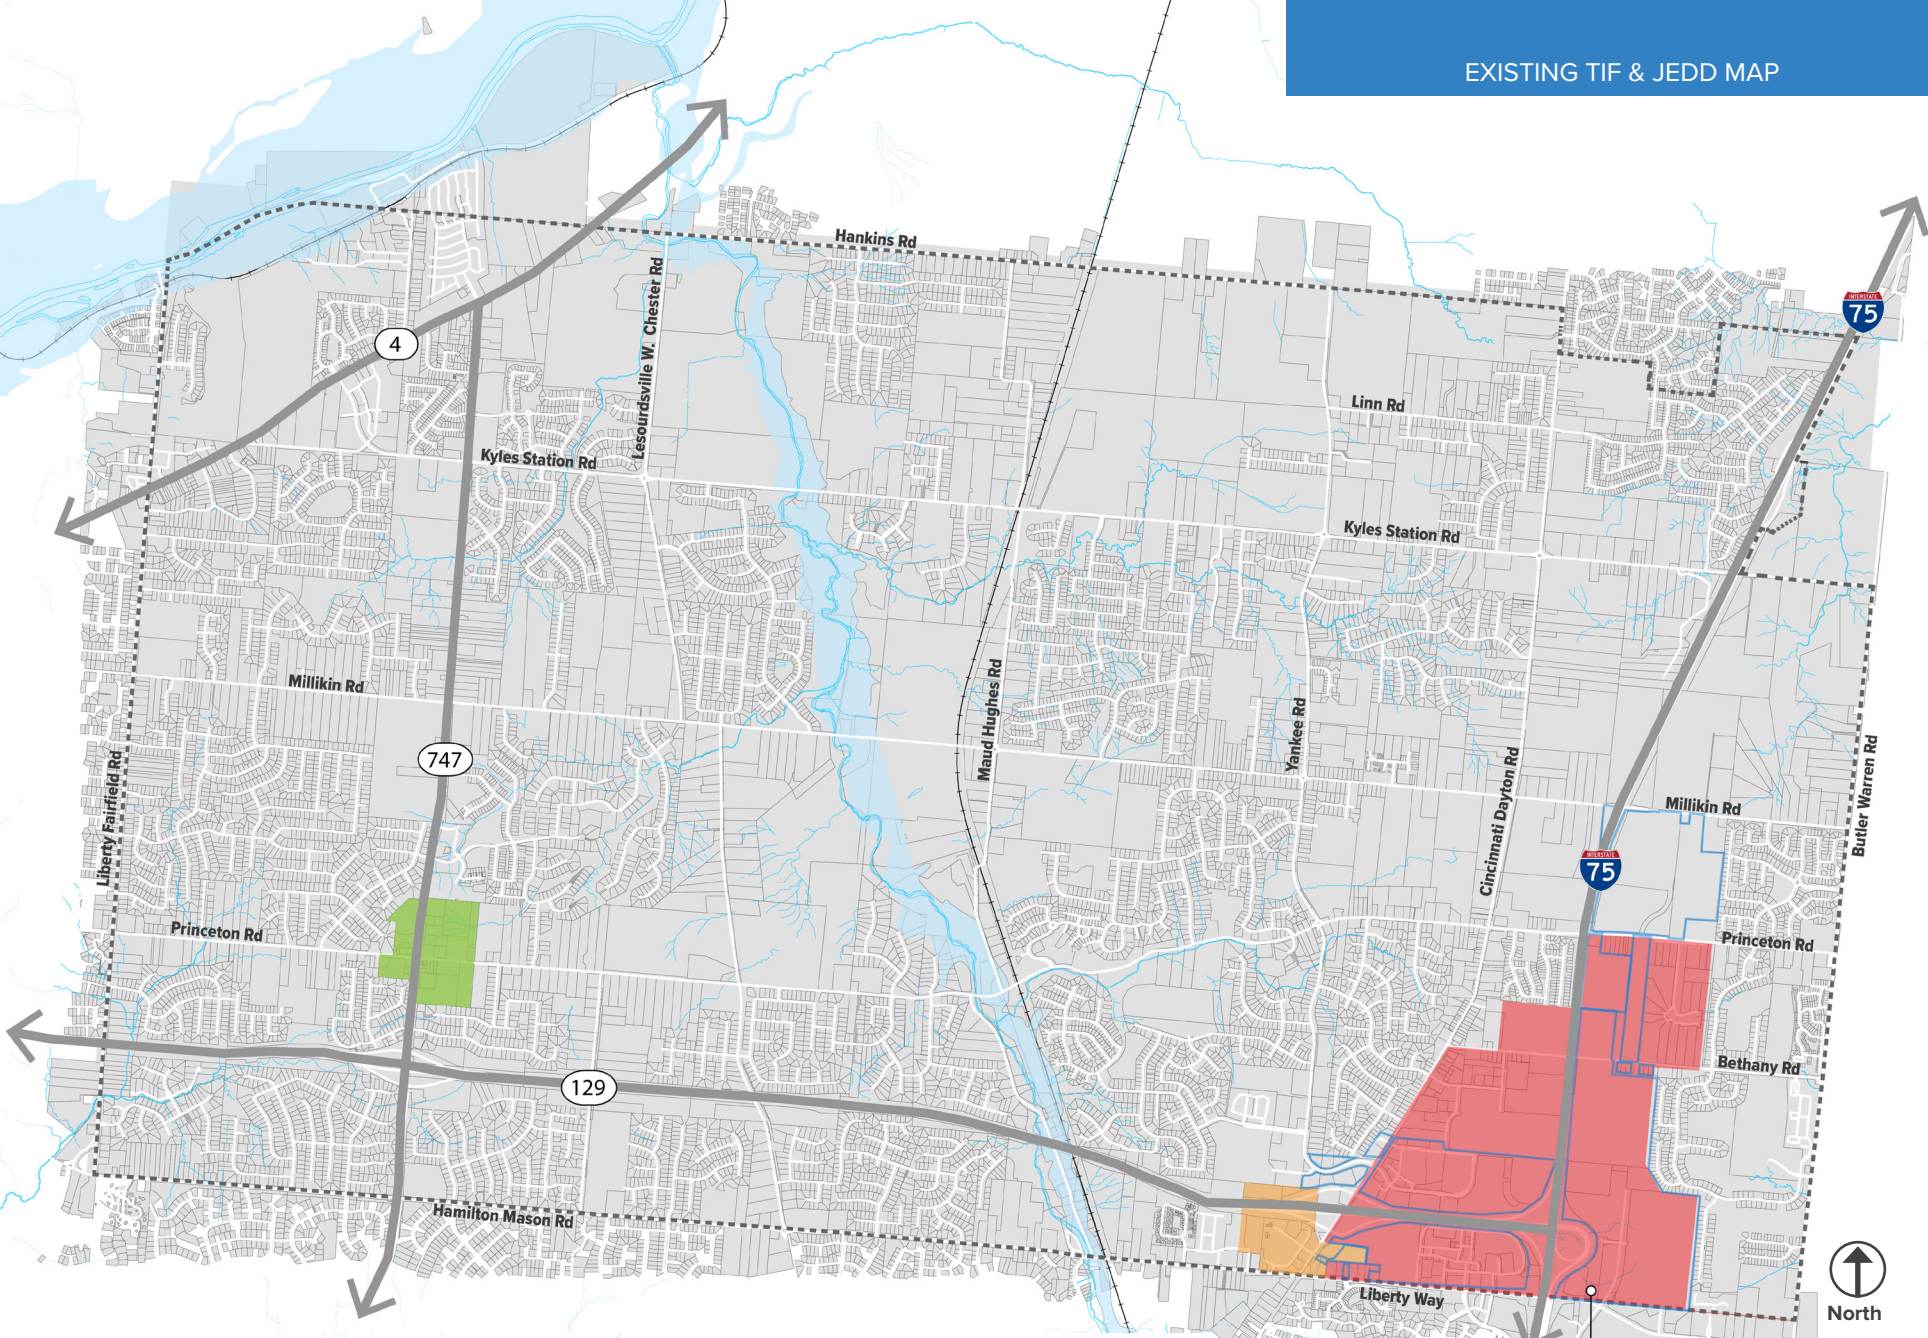 EXISTING TIF & JEDD MAP
Hankins Rd
Lesourdsville W. Chester Rd
INTERSTATE
75
4
Linn Rd
Kyles Station Rd
Kyles Station Rd
Millikin Rd
Maud Hughes Rd
Yankee Rd
Cincinnati Dayton Rd
Butler Warren Rd
747
Liberty Fairfield Rd
Millikin Rd
INTERSTATE
75
Princeton Rd
Princeton Rd
Bethany Rd
129
Hamilton Mason Rd
Liberty Way
North